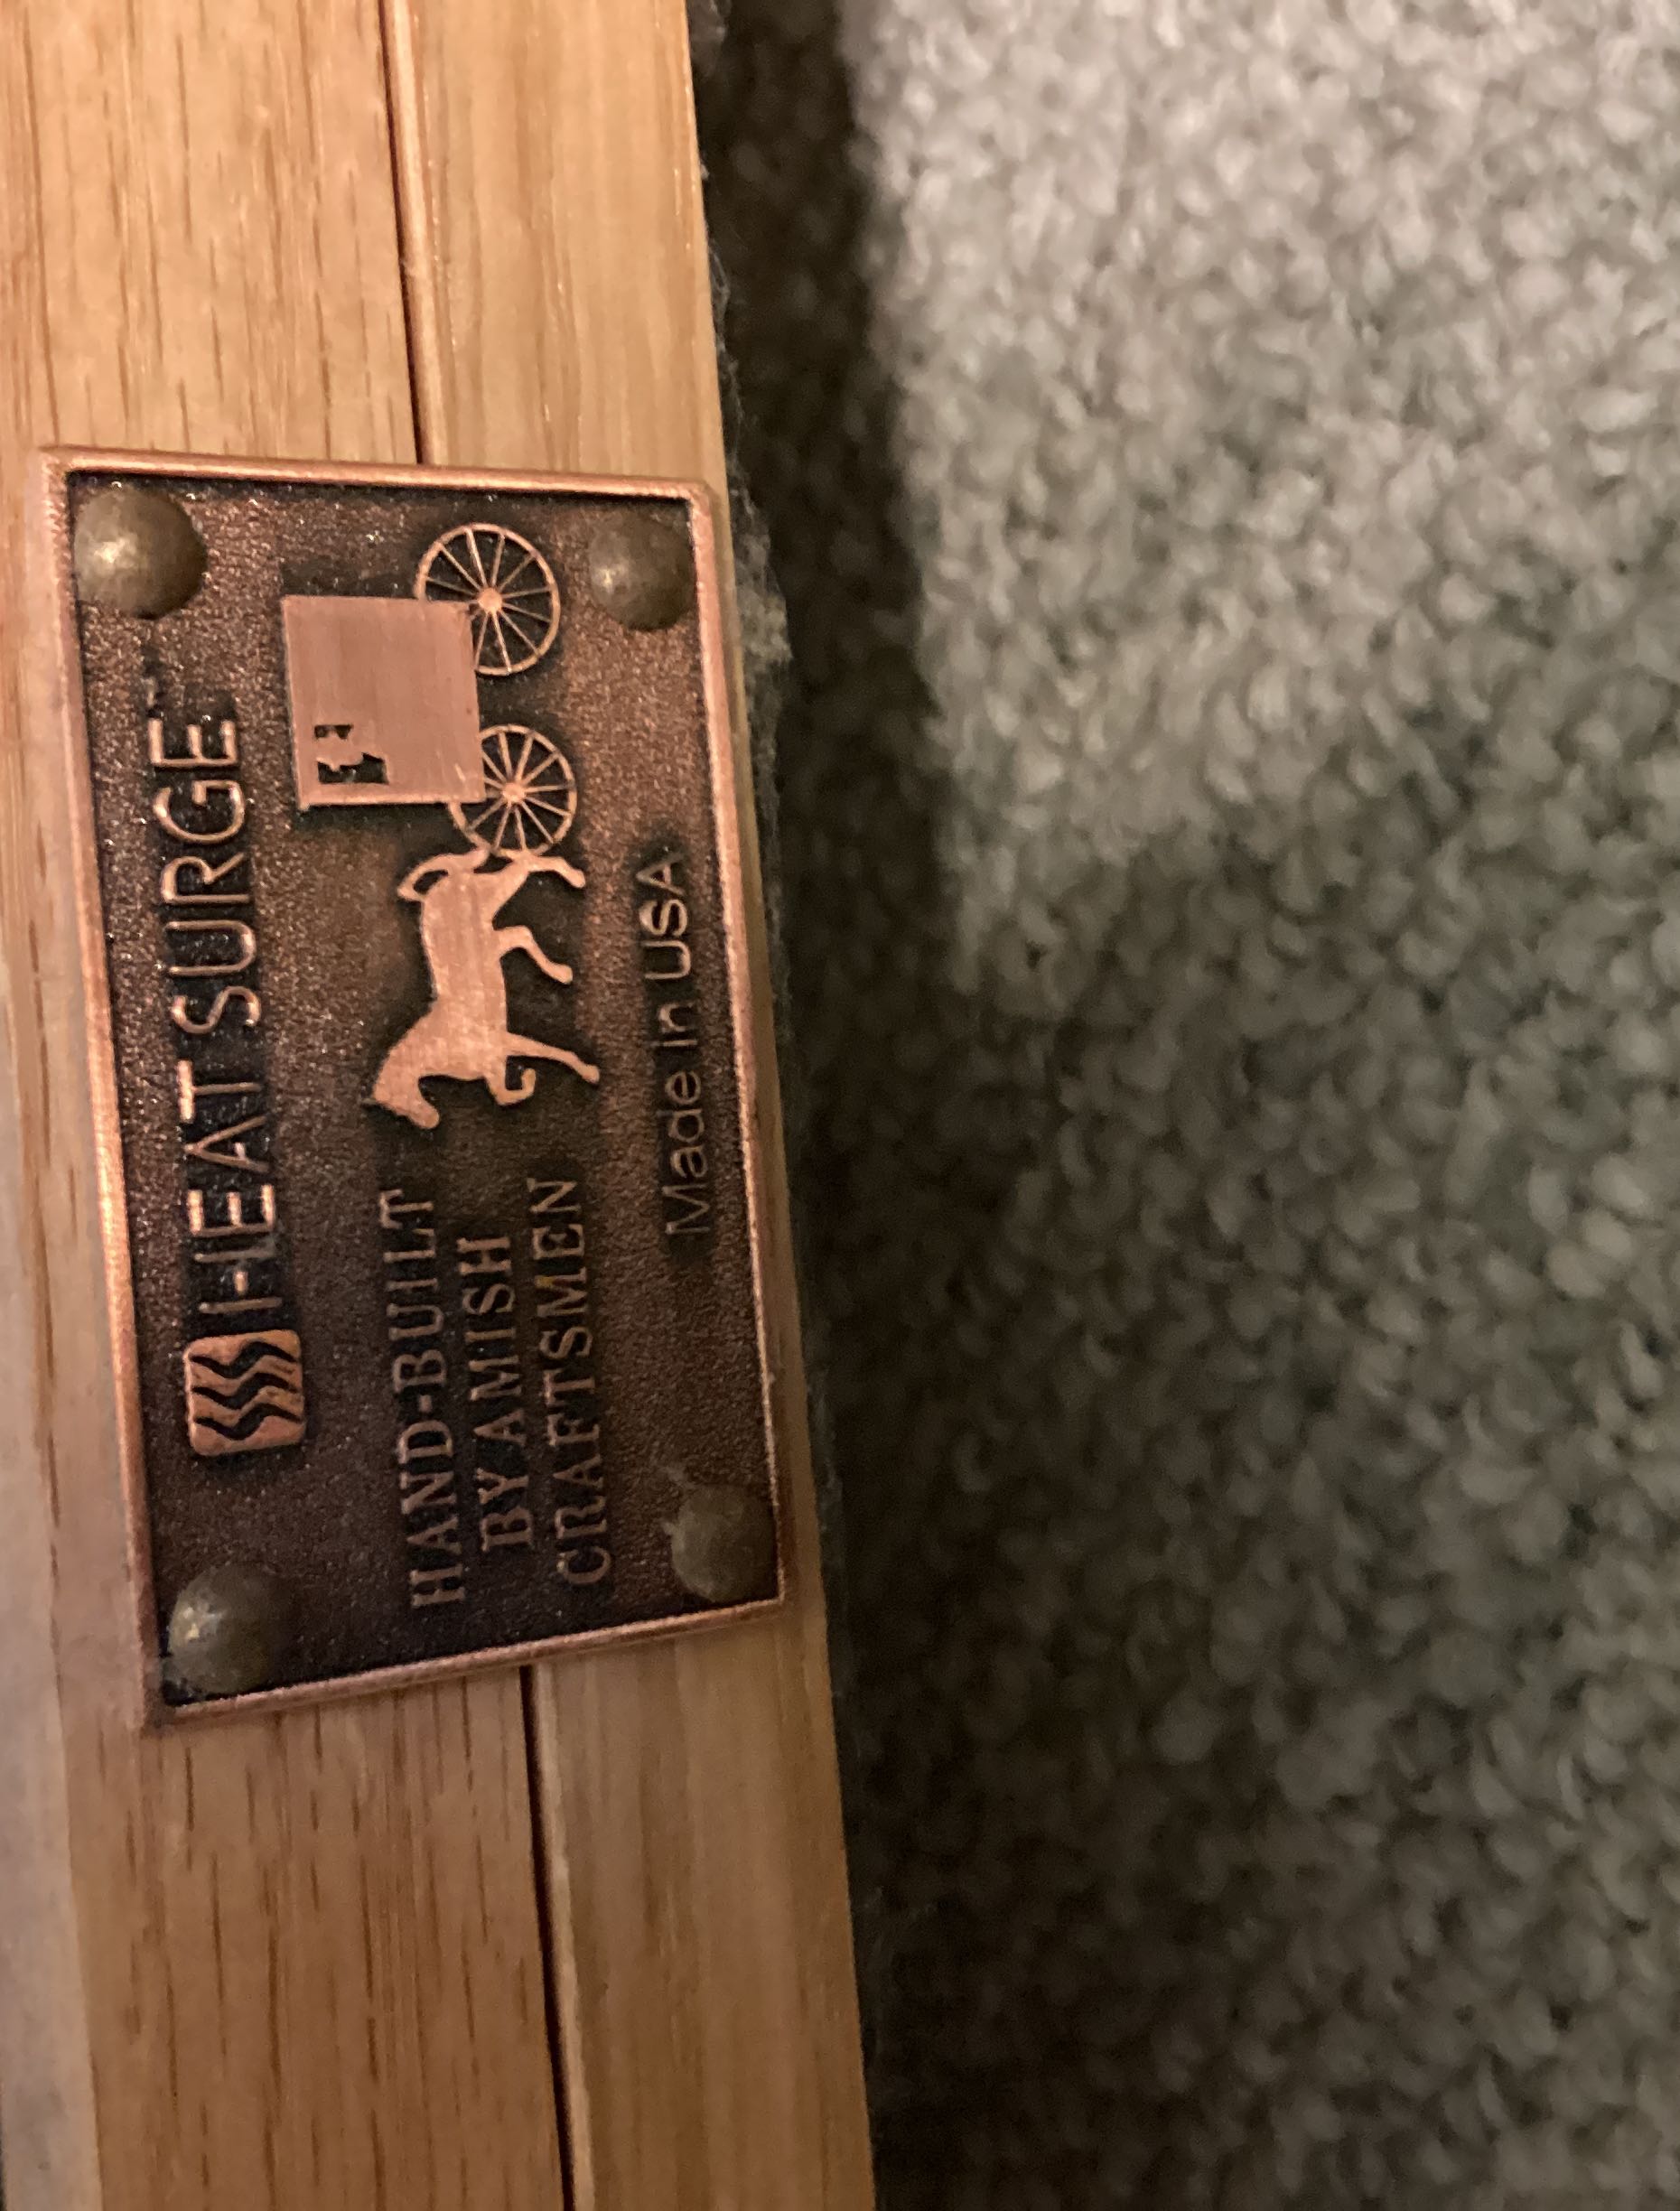 HEAT SURGE
HAND-BUILT
BY AMISH
CRAFTSMEN
Made in USA